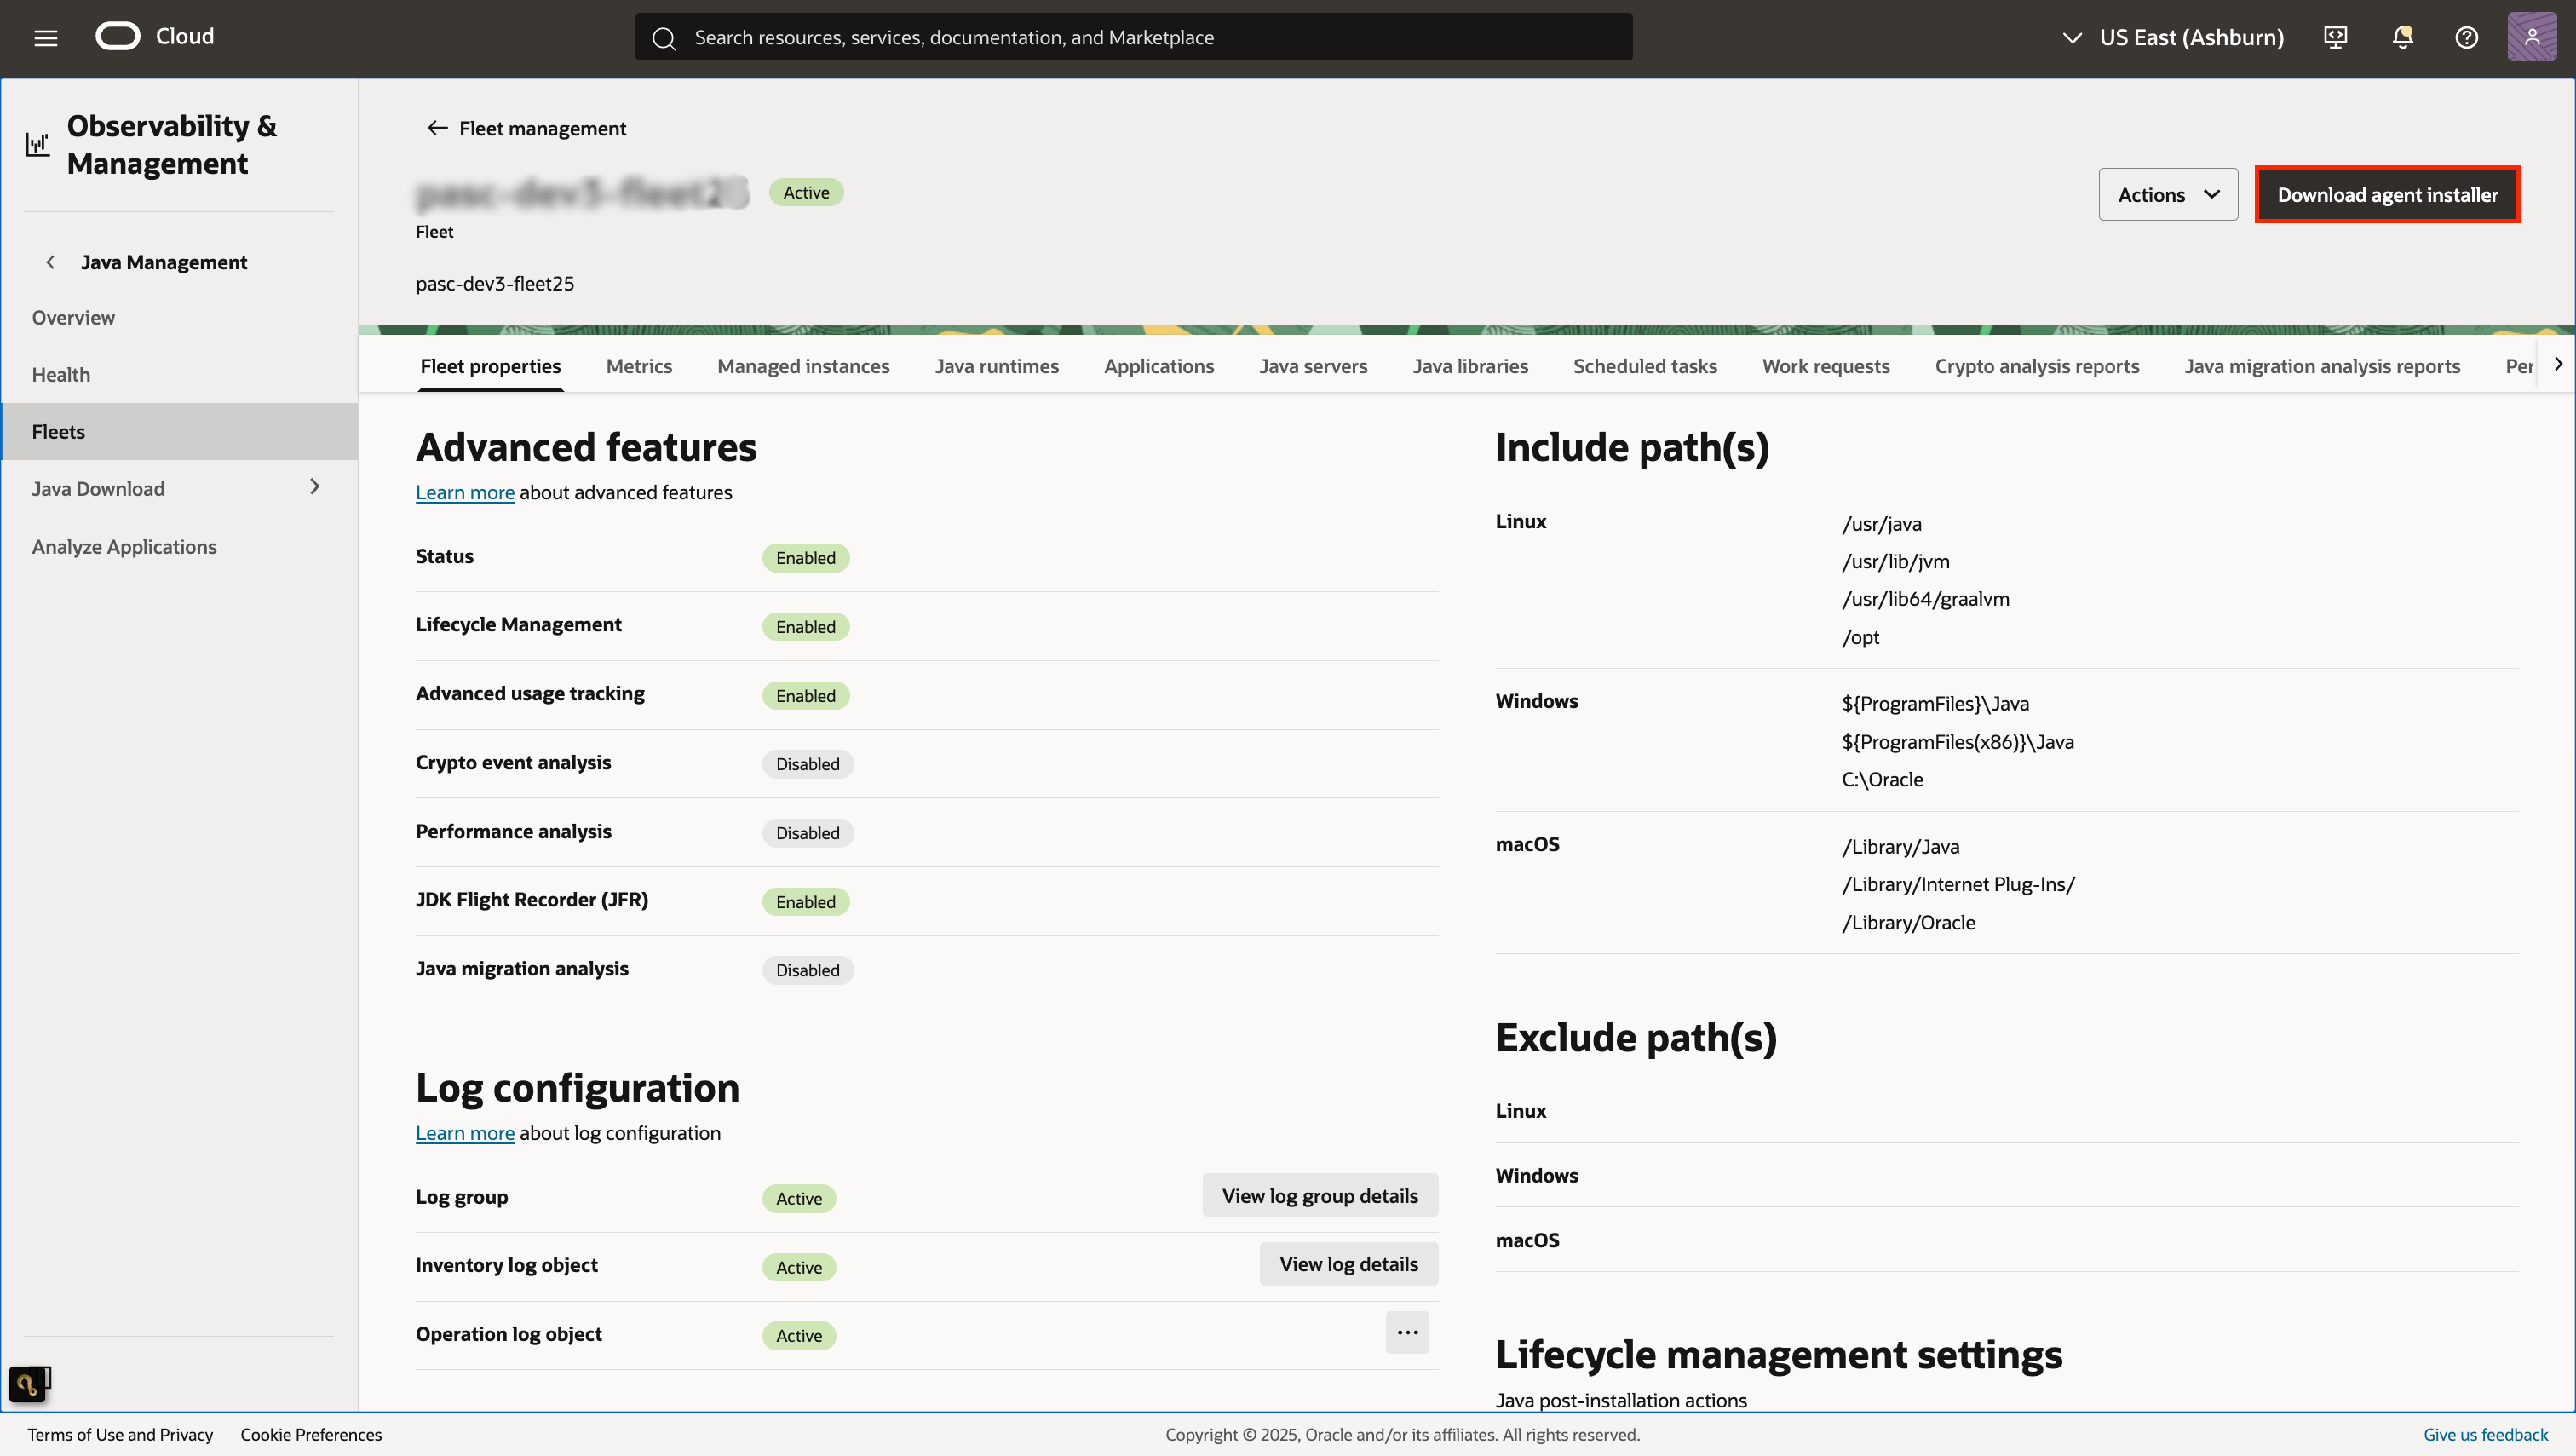 Cloud
Search resources, services, documentation, and Marketplace
US East (Ashburn)
Observability &
Management
Java Management
Overview
Health
Fleets
Java Download
Analyze Applications
Fleet management
Active
Actions
Download agent installer
Fleet
pasc-dev3-fleet25
Fleet properties
Metrics
Managed instances
Java runtimes
Applications
Java servers
Java libraries
Scheduled tasks
Work requests
Crypto analysis reports
Java migration analysis reports
Per
Advanced features
Learn more about advanced features
Status Enabled
Lifecycle Management Enabled
Advanced usage tracking Enabled
Crypto event analysis Disabled
Performance analysis Disabled
JDK Flight Recorder (JFR) Enabled
Java migration analysis Disabled
Log configuration
Learn more about log configuration
Log group Active View log group details
Inventory log object Active View log details
Operation log object Active
Include path(s)
Linux /usr/java
/usr/lib/jvm
/usr/lib64/graalvm
/opt
Windows ${ProgramFiles}\Java
${ProgramFiles(x86)}\Java
C:\Oracle
macOS /Library/Java
/Library/Internet Plug-Ins/
/Library/Oracle
Exclude path(s)
Linux
Windows
macOS
Lifecycle management settings
Java post-installation actions
Terms of Use and Privacy
Cookie Preferences
Copyright © 2025, Oracle and/or its affiliates. All rights reserved.
Give us feedback